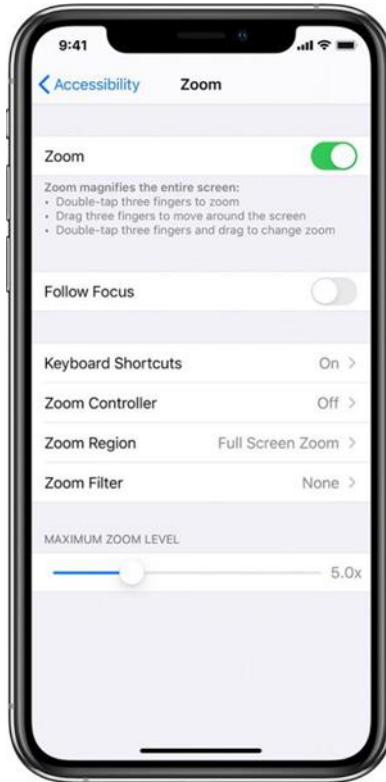 9:41
Accessibility
Zoom
Zoom
Zoom magnifies the entire screen:
• Double-tap three fingers to zoom
• Drag three fingers to move around the screen
• Double-tap three fingers and drag to change zoom
Follow Focus
Keyboard Shortcuts On
Zoom Controller Off
Zoom Region Full Screen Zoom
Zoom Filter None
MAXIMUM ZOOM LEVEL
5.0x